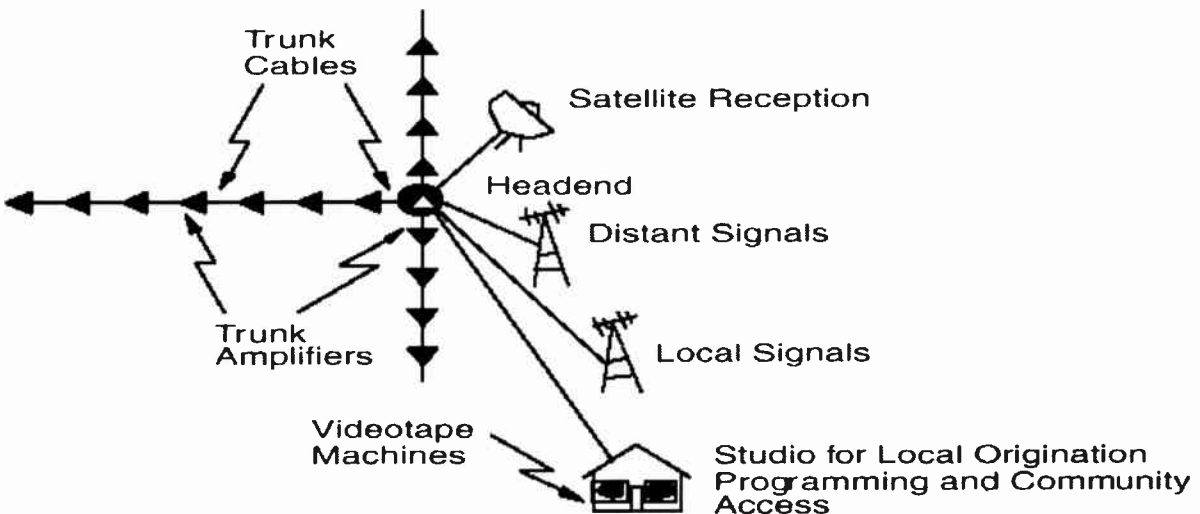 Trunk
Cables
Satellite Reception
Headend
Distant Signals
Trunk
Amplifiers
Local Signals
Videotape
Machines
Studio for Local Origination
Programming and Community
Access